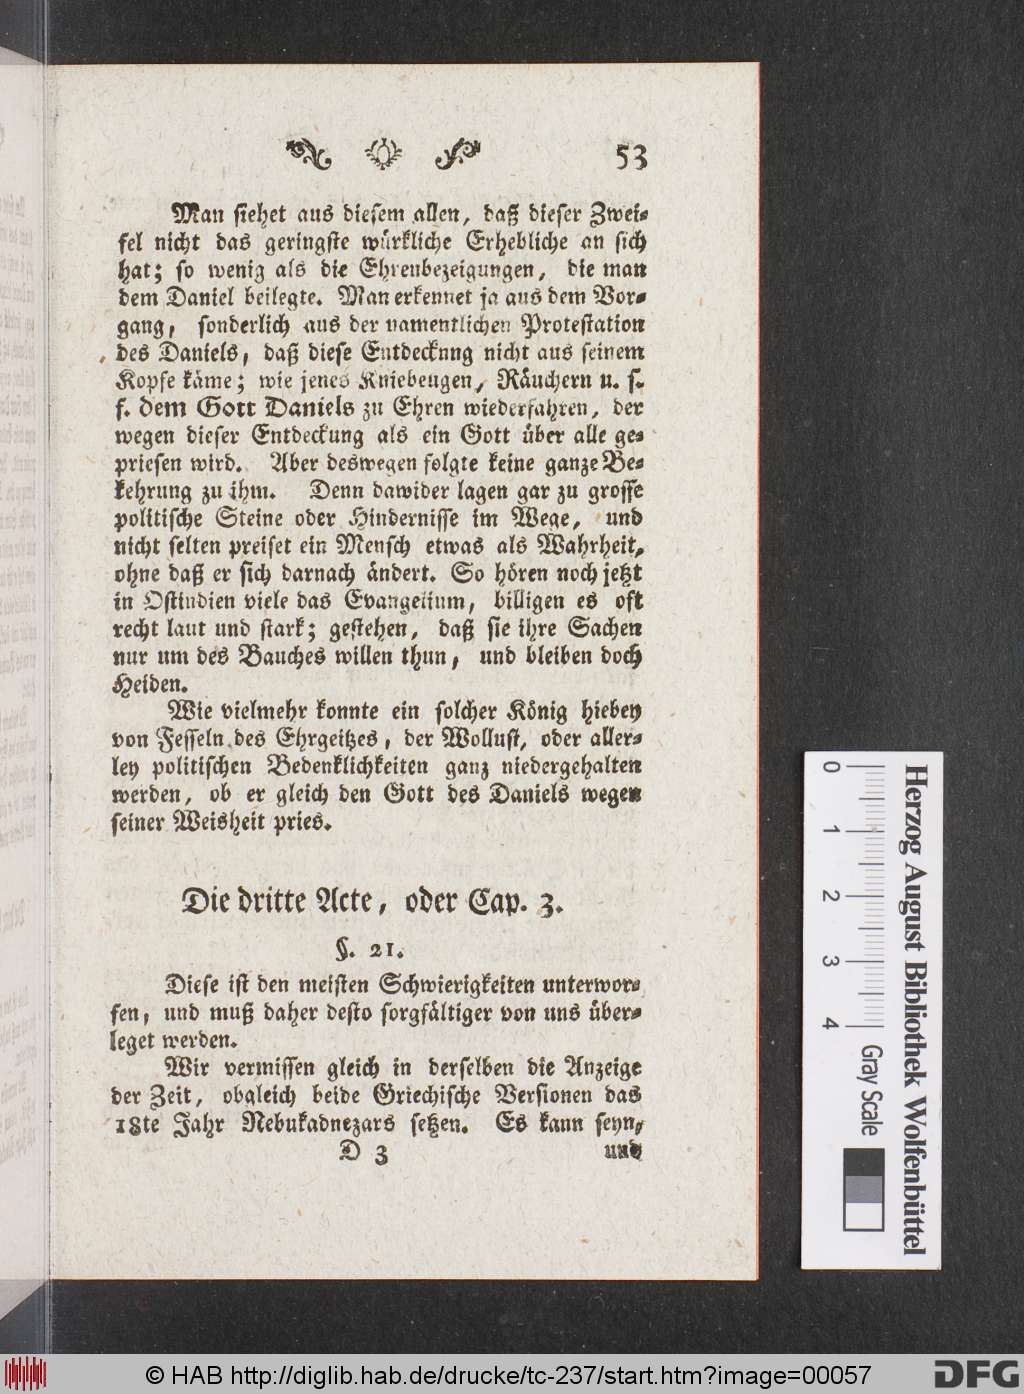 53
Man siehet aus diesem allen, daß dieser Zwei-
fel nicht das geringste würkliche Erhebliche an sich
hat; so wenig als die Ehrenbezeigungen, die man
dem Daniel beilegte. Man erkennet ja aus dem Vor-
gang, sonderlich aus der namentlichen Protestation
des Daniels, daß diese Entdeckung nicht aus seinem
Kopfe käme; wie jenes Kniebeugen, Räuchern u. s.
f. dem Gott Daniels zu Ehren wiederfahren, der
wegen dieser Entdeckung als ein Gott über alle ge-
priesen wird. Aber deswegen folgte keine ganze Be-
kehrung zu ihm. Denn dawider lagen gar zu grosse
politische Steine oder Hindernisse im Wege, und
nicht selten preiset ein Mensch etwas als Wahrheit,
ohne daß er sich darnach ändert. So hören noch jetzt
in Ostindien viele das Evangelium, billigen es oft
recht laut und stark; gestehen, daß sie ihre Sachen
nur um des Bauches willen thun, und bleiben doch
Heiden.
Wie vielmehr konnte ein solcher König hiebey
von Fesseln des Ehrgeitzes, der Wollust, oder aller-
ley politischen Bedenklichkeiten ganz niedergehalten
werden, ob er gleich den Gott des Daniels wegen
seiner Weisheit pries.
Die dritte Acte, oder Cap. 3.
§. 21.
Diese ist den meisten Schwierigkeiten unterwor-
fen, und muß daher desto sorgfältiger von uns über-
leget werden.
Wir vermissen gleich in derselben die Anzeige
der Zeit, obgleich beide Griechische Versionen das
18te Jahr Nebukadnezars setzen. Es kann seyn,
D 3 und
0 1 2 3 4 Gray Scale
Herzog August Bibliothek Wolfenbüttel
© HAB http://diglib.hab.de/drucke/tc-237/start.htm?image=00057
DFG